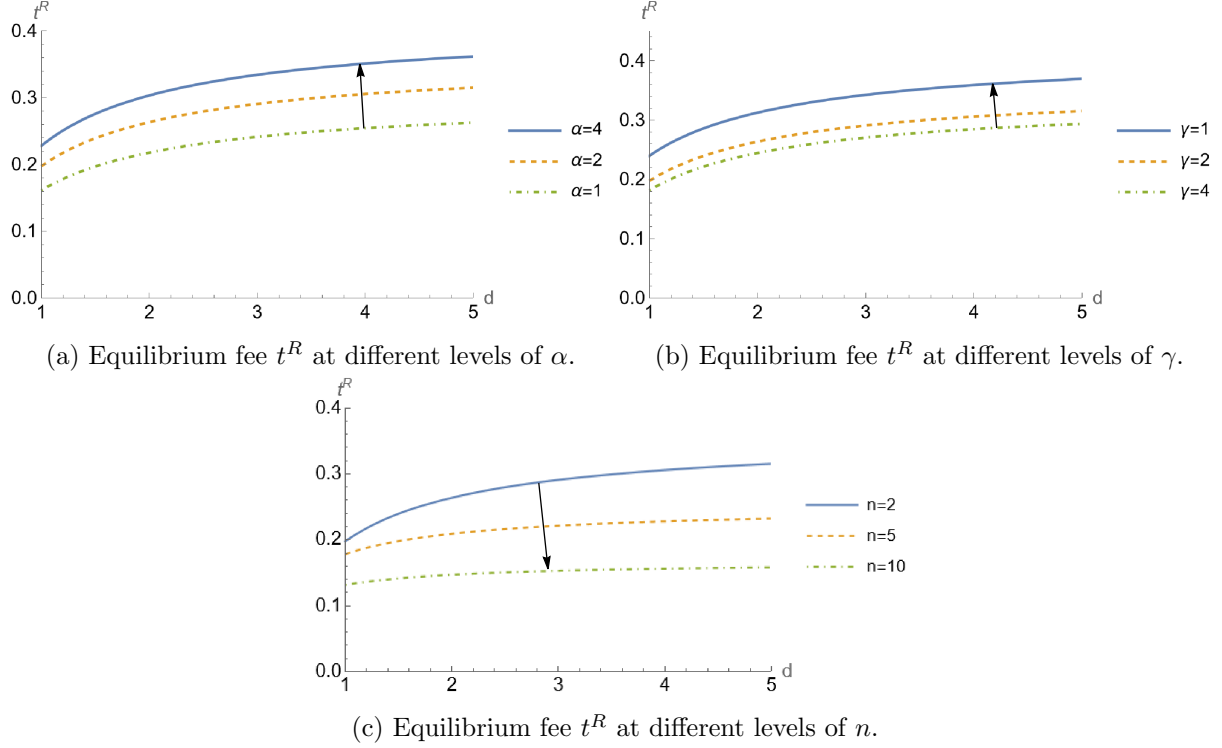 t^R
0.4
0.3
0.2
0.1
0.0
1 2 3 4 5
d
α=4
α=2
α=1
(a) Equilibrium fee t^R at different levels of α.
t^R
0.4
0.3
0.2
0.1
0.0
1 2 3 4 5
d
γ=1
γ=2
γ=4
(b) Equilibrium fee t^R at different levels of γ.
t^R
0.4
0.3
0.2
0.1
0.0
1 2 3 4 5
d
n=2
n=5
n=10
(c) Equilibrium fee t^R at different levels of n.